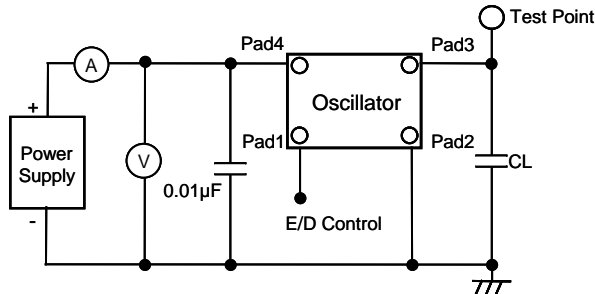 Test Point
Pad4
Pad3
A
Oscillator
+
Power
Supply
-
V
0.01µF
Pad1
Pad2
CL
E/D Control